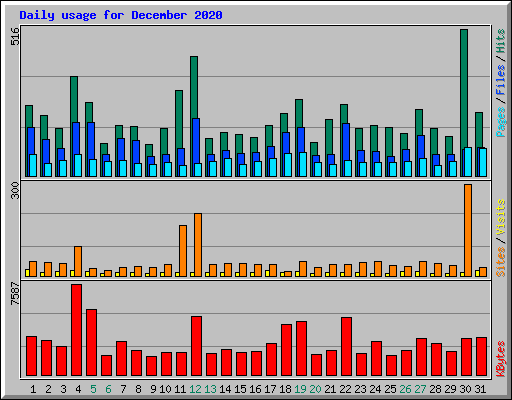 Daily usage for December 2020
516
Pages / Files / Hits
300
Sites / Visits
7587
KBytes
1 2 3 4 5 6 7 8 9 10 11 12 13 14 15 16 17 18 19 20 21 22 23 24 25 26 27 28 29 30 31